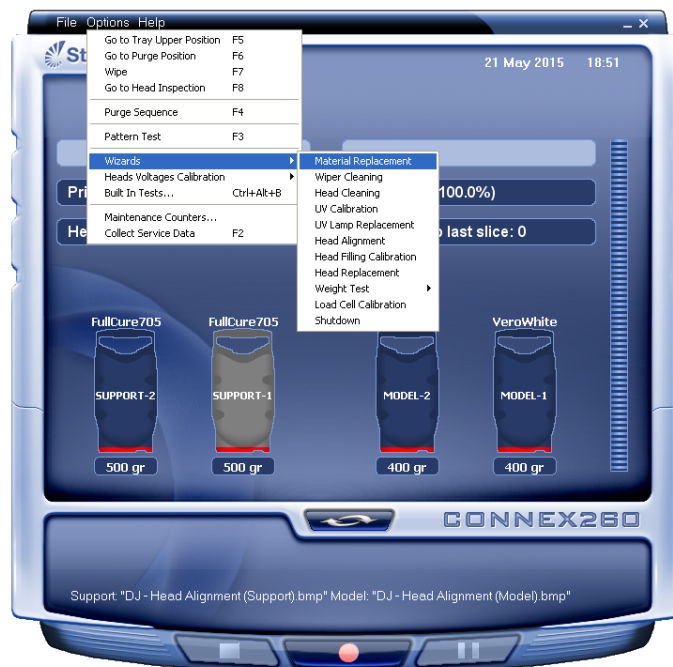 File Options Help
St
21 May 2015 18:51
Go to Tray Upper Position F5
Go to Purge Position F6
Wipe F7
Go to Head Inspection F8
Purge Sequence F4
Pattern Test F3
Wizards
Heads Voltages Calibration
Built In Tests... Ctrl+Alt+B
Maintenance Counters...
Collect Service Data F2
Material Replacement
Wiper Cleaning
Head Cleaning
UV Calibration
UV Lamp Replacement
Head Alignment
Head Filling Calibration
Head Replacement
Weight Test
Load Cell Calibration
Shutdown
Pri
100.0%)
He
last slice: 0
FullCure705 FullCure705 VeroWhite
SUPPORT-2 SUPPORT-1 MODEL-2 MODEL-1
500 gr 500 gr 400 gr 400 gr
CONNEX260
Support: "DJ - Head Alignment (Support).bmp" Model: "DJ - Head Alignment (Model).bmp"